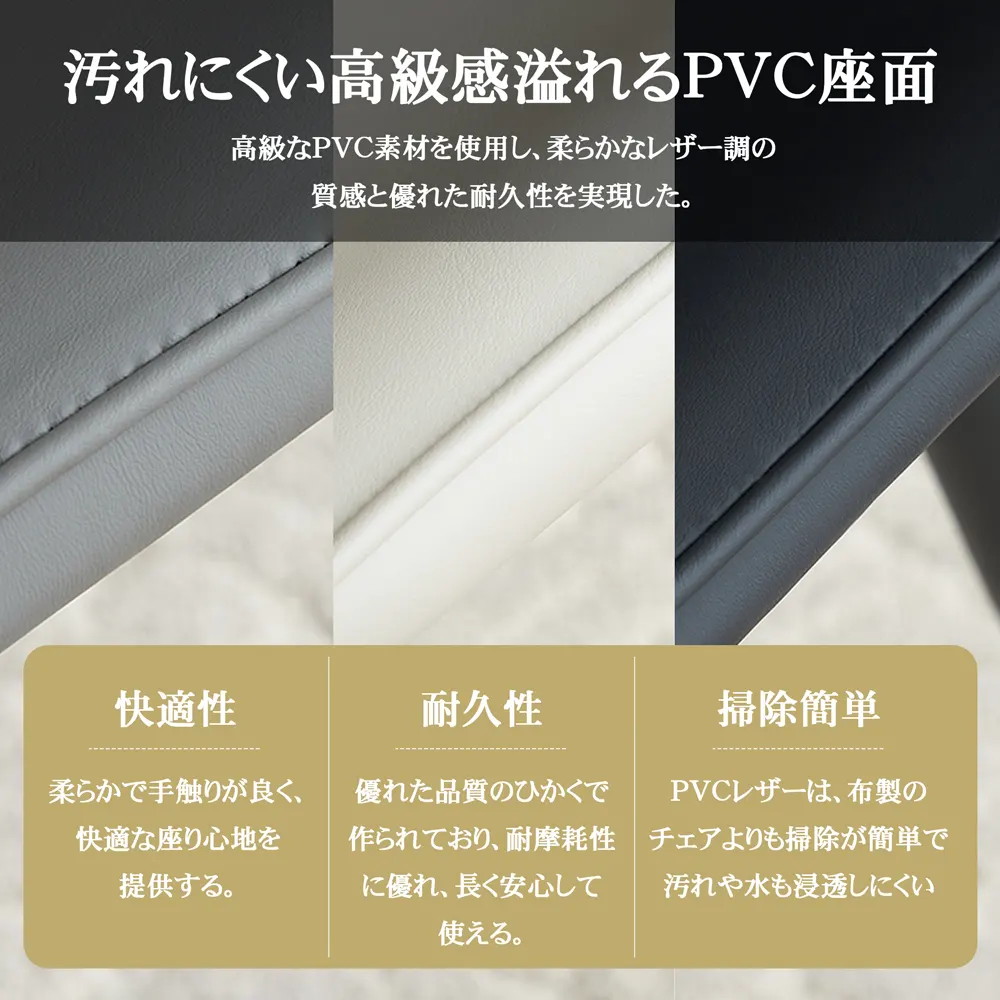 汚れにくい高級感溢れるPVC座面
高級なPVC素材を使用し、柔らかなレザー調の
質感と優れた耐久性を実現した。
快適性
柔らかで手触りが良く、
快適な座り心地を
提供する。
耐久性
優れた品質のひかくで
作られており、耐摩耗性
に優れ、長く安心して
使える。
掃除簡単
PVCレザーは、布製の
チェアよりも掃除が簡単で
汚れや水も浸透しにくい